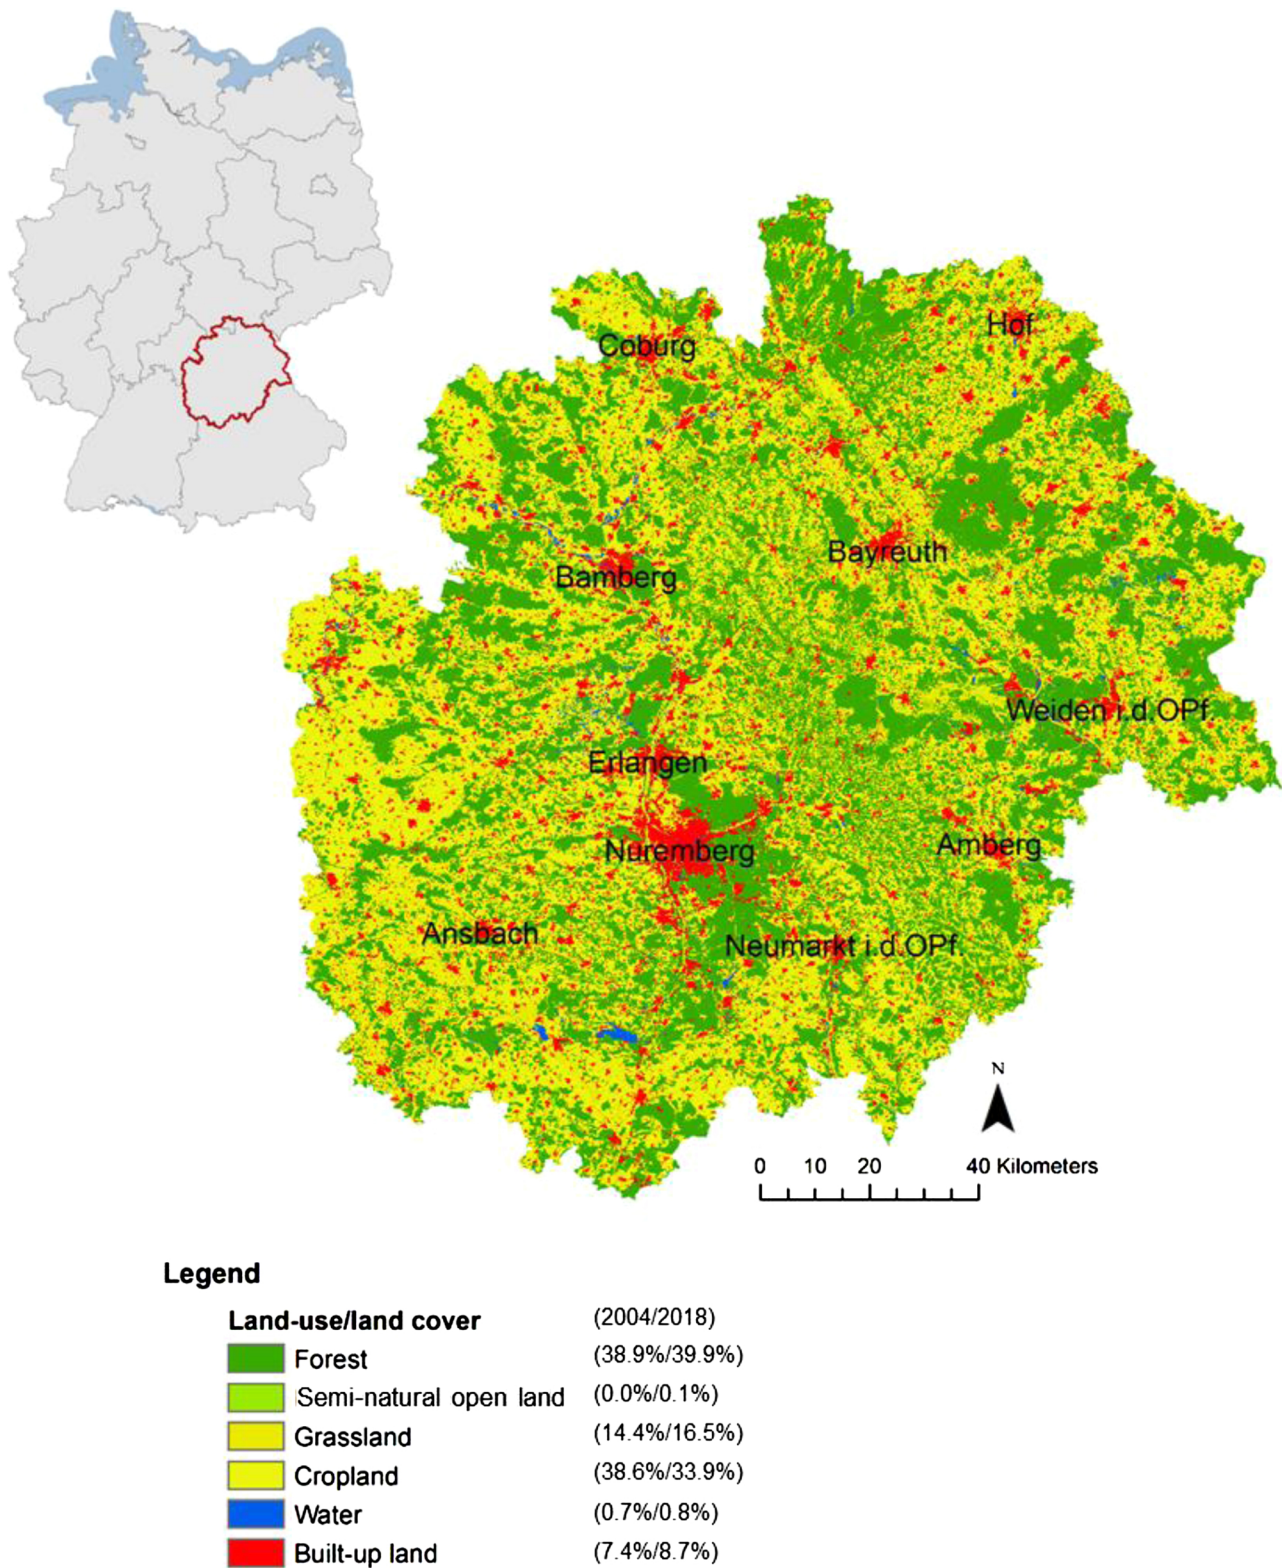 Hof
Coburg
Bayreuth
Bamberg
Weiden i.d.OPf.
Erlangen
Nuremberg
Amberg
Ansbach
Neumarkt i.d.OPf.
N
0 10 20 40 Kilometers
Legend
Land-use/land cover (2004/2018)
Forest (38.9%/39.9%)
Semi-natural open land (0.0%/0.1%)
Grassland (14.4%/16.5%)
Cropland (38.6%/33.9%)
Water (0.7%/0.8%)
Built-up land (7.4%/8.7%)